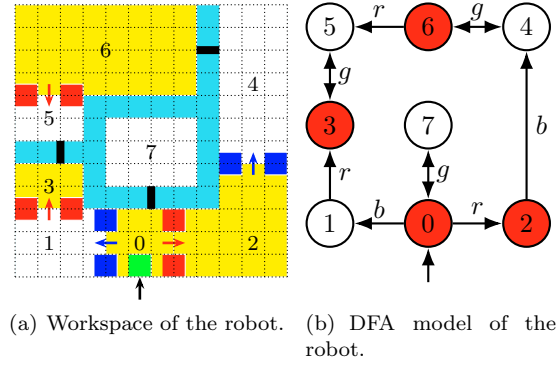 6
4
5
7
3
1
0
2
(a) Workspace of the robot.
5 r 6 g 4
g
3 7 b
r g
1 b 0 r 2
(b) DFA model of the
robot.